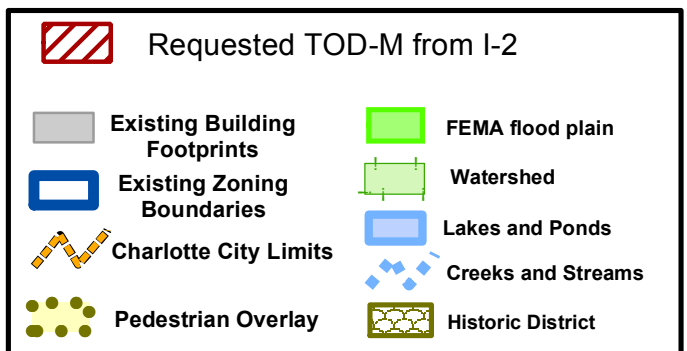 Requested TOD-M from I-2
Existing Building
Footprints
Existing Zoning
Boundaries
Charlotte City Limits
Pedestrian Overlay
FEMA flood plain
Watershed
Lakes and Ponds
Creeks and Streams
Historic District